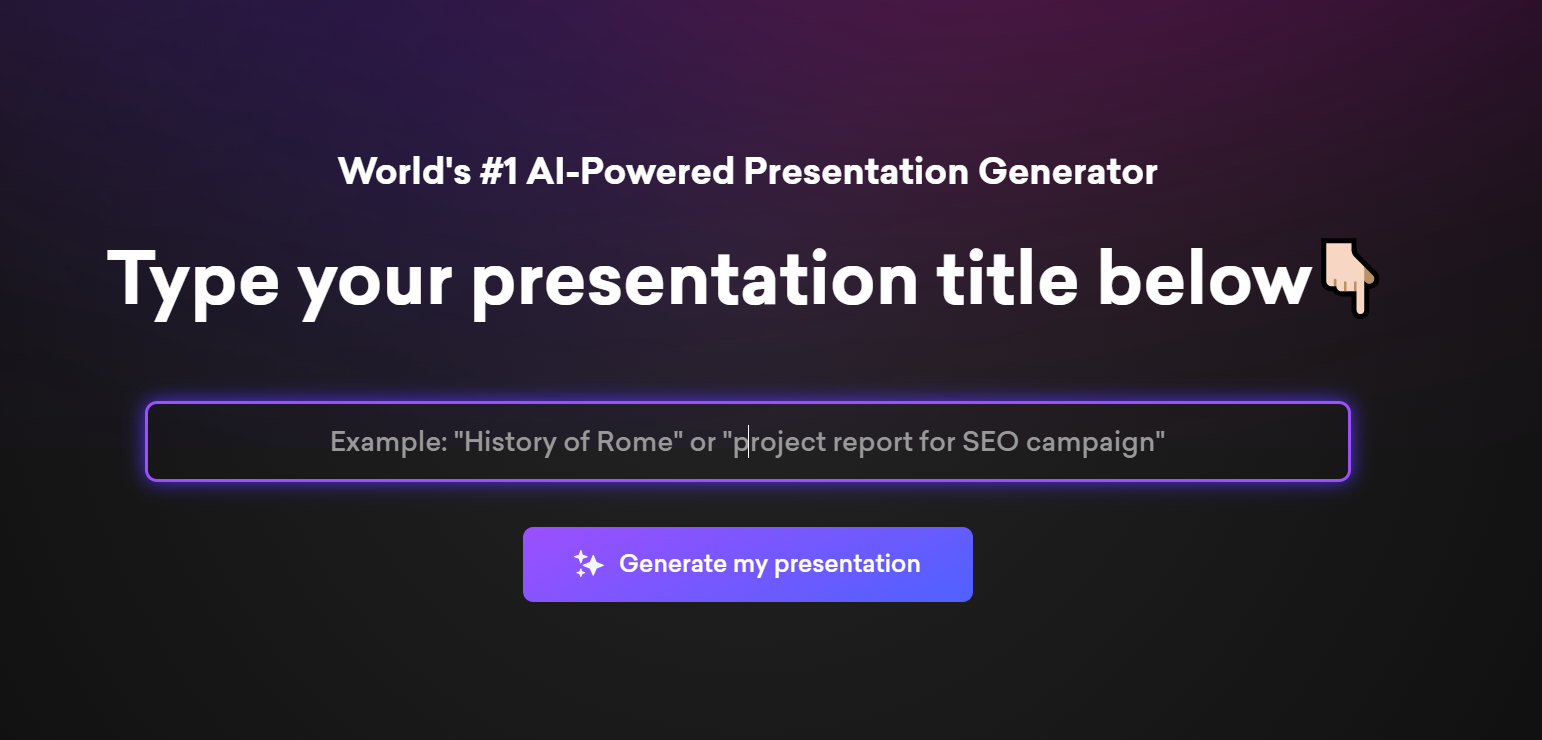 World's #1 AI-Powered Presentation Generator
Type your presentation title below👇🏻
Example: "History of Rome" or "project report for SEO campaign"
Generate my presentation